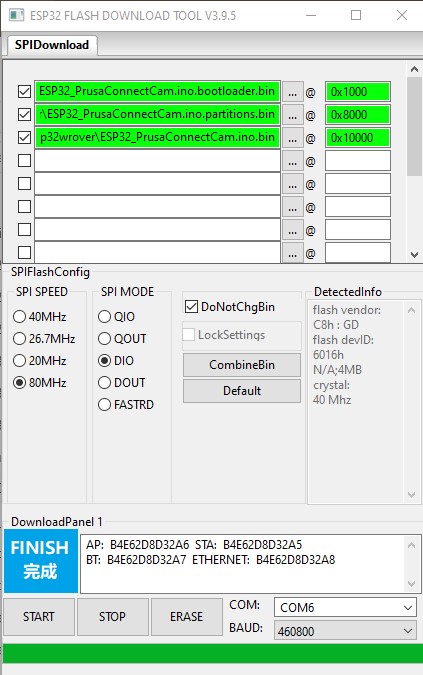 ESP32 FLASH DOWNLOAD TOOL V3.9.5
SPIDownload
ESP32_PrusaConnectCam.ino.bootloader.bin ... @ 0x1000
\ESP32_PrusaConnectCam.ino.partitions.bin ... @ 0x8000
p32wrover\ESP32_PrusaConnectCam.ino.bin ... @ 0x10000
... @
... @
... @
... @
... @
SPIFlashConfig
SPI SPEED
40MHz
26.7MHz
20MHz
80MHz
SPI MODE
QIO
QOUT
DIO
DOUT
FASTRD
DoNotChgBin
LockSettings
CombineBin
Default
DetectedInfo
flash vendor:
C8h : GD
flash devID:
6016h
N/A;4MB
crystal:
40 Mhz
DownloadPanel 1
FINISH
完成
AP: B4E62D8D32A6 STA: B4E62D8D32A5
BT: B4E62D8D32A7 ETHERNET: B4E62D8D32A8
START
STOP
ERASE
COM: COM6
BAUD: 460800